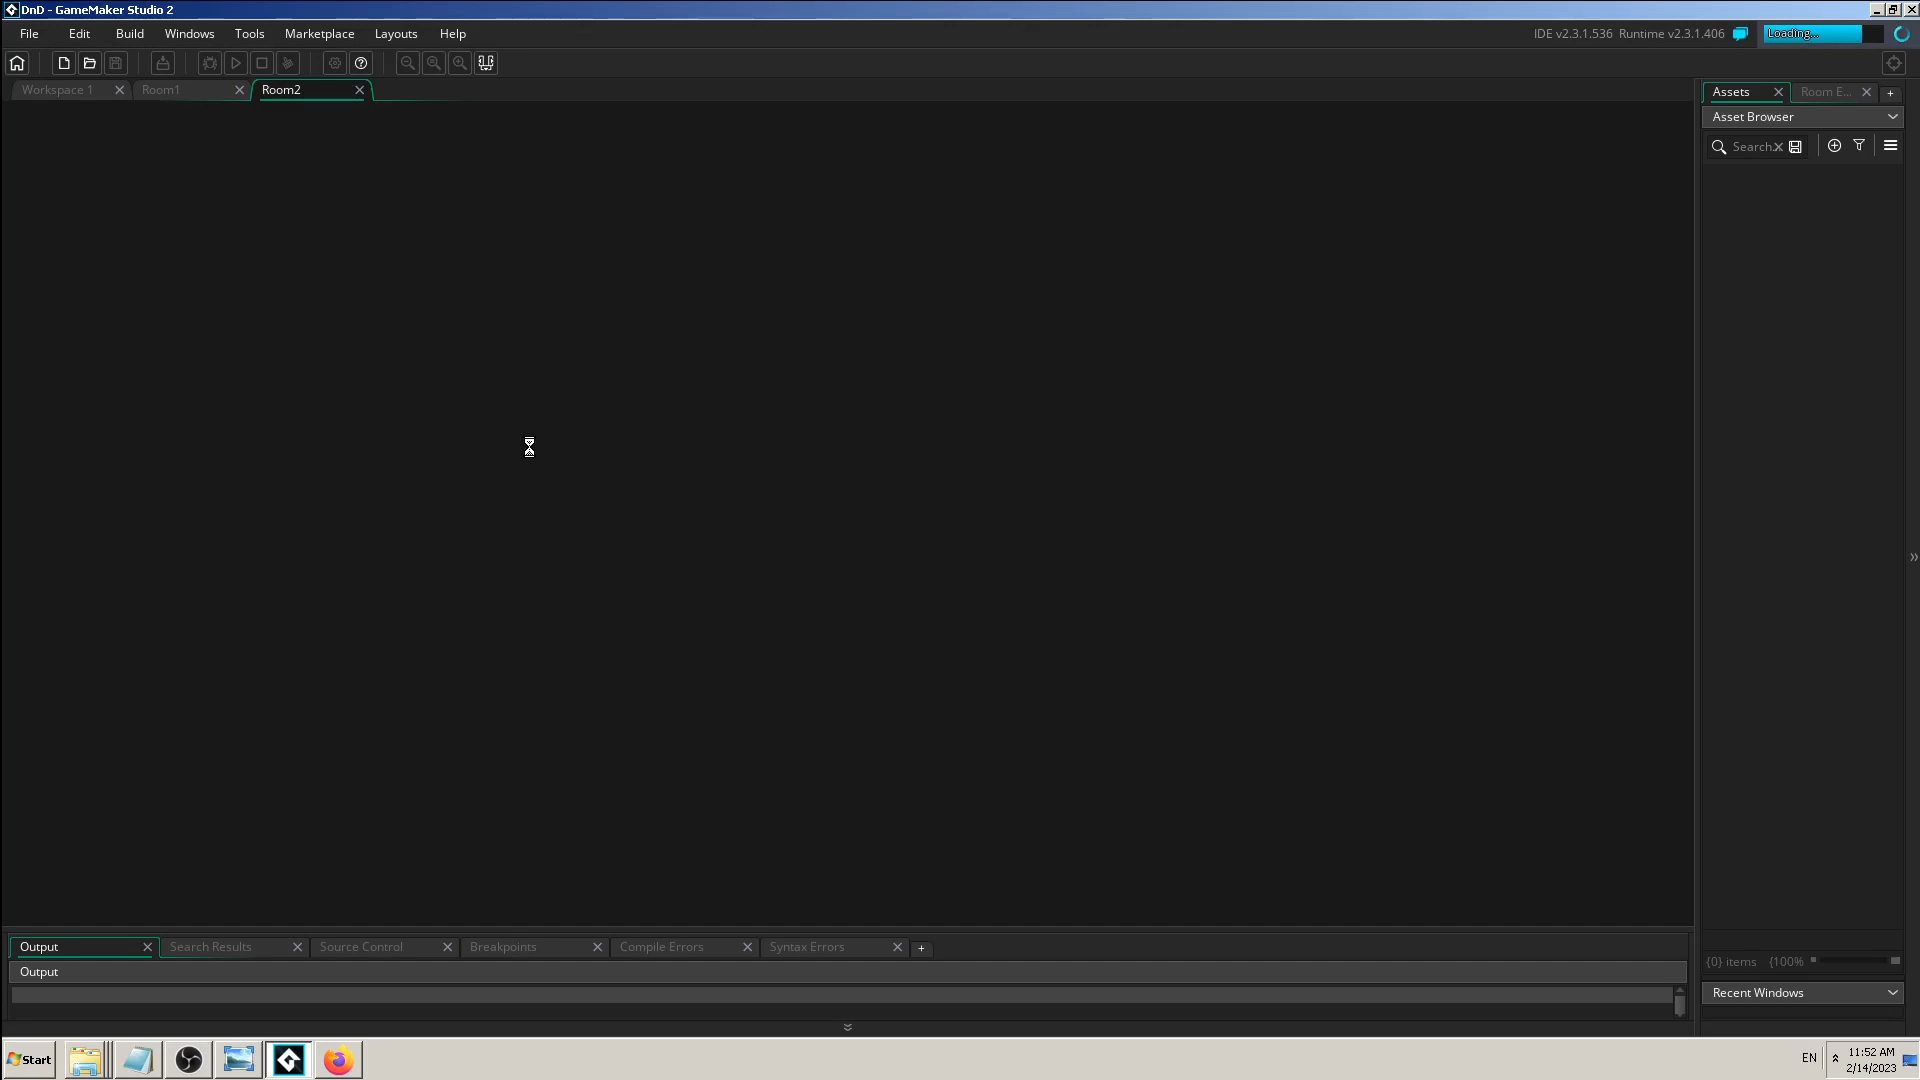 DnD - GameMaker Studio 2
File Edit Build Windows Tools Marketplace Layouts Help
IDE v2.3.1.536 Runtime v2.3.1.406
Loading...
Workspace 1 Room1 Room2
Assets Room E...
Asset Browser
Search
Output Search Results Source Control Breakpoints Compile Errors Syntax Errors
Output
{0} items {100%
Recent Windows
Start
EN
11:52 AM
2/14/2023